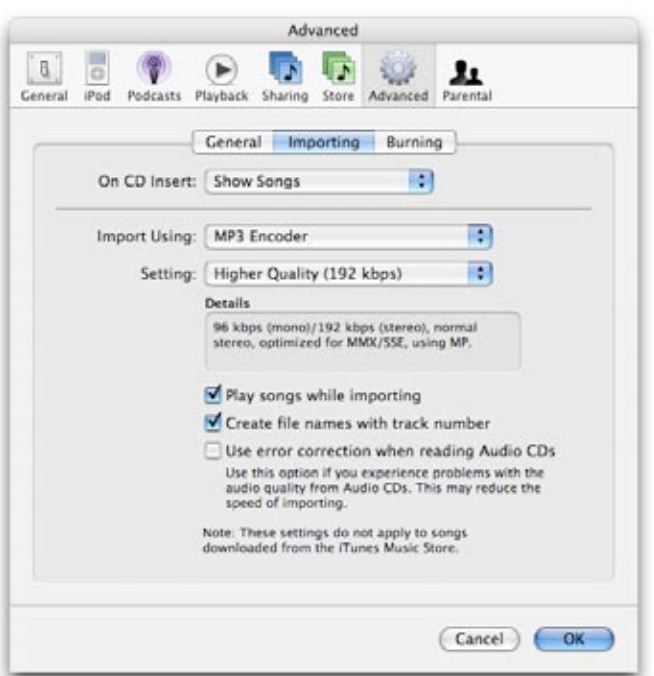 Advanced
General iPod Podcasts Playback Sharing Store Advanced Parental
General Importing Burning
On CD Insert: Show Songs
Import Using: MP3 Encoder
Setting: Higher Quality (192 kbps)
Details
96 kbps (mono)/192 kbps (stereo), normal
stereo, optimized for MMX/SSE, using MP.
Play songs while importing
Create file names with track number
Use error correction when reading Audio CDs
Use this option if you experience problems with the
audio quality from Audio CDs. This may reduce the
speed of importing.
Note: These settings do not apply to songs
downloaded from the iTunes Music Store.
Cancel OK